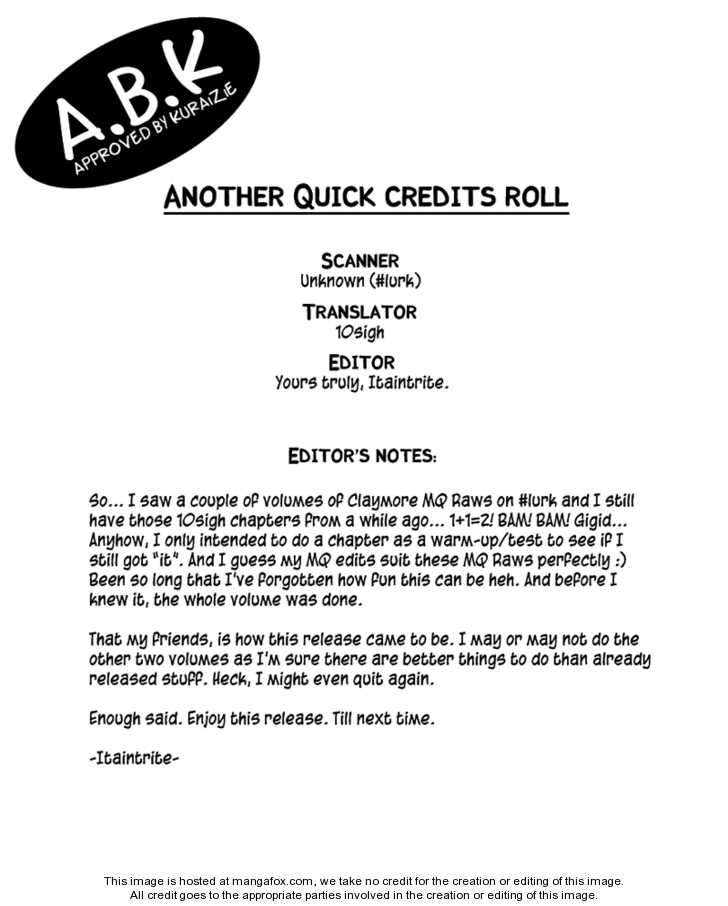 A.B.K
APPROVED BY KURAIZIE
ANOTHER QUICK CREDITS ROLL
SCANNER
Unknown (#lurk)
TRANSLATOR
10sigh
EDITOR
Yours truly, Itaintrite.
EDITOR'S NOTES:
So... I saw a couple of volumes of Claymore MQ Raws on #lurk and I still
have those 10sigh chapters from a while ago... 1+1=2! BAM! BAM! Gigid...
Anyhow, I only intended to do a chapter as a warm-up/test to see if I
still got "it". And I guess my MQ edits suit these MQ Raws perfectly :)
Been so long that I've forgotten how fun this can be heh. And before I
knew it, the whole volume was done.
That my friends, is how this release came to be. I may or may not do the
other two volumes as I'm sure there are better things to do than already
released stuff. Heck, I might even quit again.
Enough said. Enjoy this release. Till next time.
-Itaintrite-
This image is hosted at mangafox.com, we take no credit for the creation or editing of this image.
All credit goes to the appropriate parties involved in the creation or editing of this image.